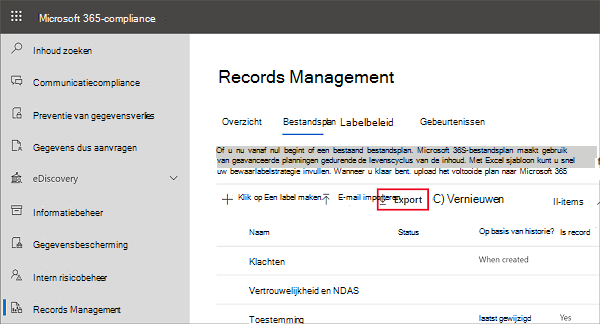 Microsoft 365-compliance
Inhoud zoeken
Communicatiecompliance
Preventie van gegevensverlies
Gegevens dus aanvragen
eDiscovery
Informatiebeheer
Gegevensbescherming
Intern risicobeheer
Records Management
Records Management
Overzicht Bestandsplan Labelbeleid Gebeurtenissen
Of u nu vanaf nul begint of een bestaand bestandsplan. Microsoft 36S-bestandsplan maakt gebruik
van geavanceerde planningen gedurende de levenscyclus van de inhoud. Met Excel sjabloon kunt u snel
uw bewaarlabelstrategie invullen. Wanneer u klaar bent. upload het voltooide plan naar Microsoft 365
Klik op Een label maken. E-mail importeren Export C) Vernieuwen II-items
Naam Status Op basis van historie? Is record
Klachten When created
Vertrouwelijkheid en NDAS
Toestemming laatst gewijzigd Yes